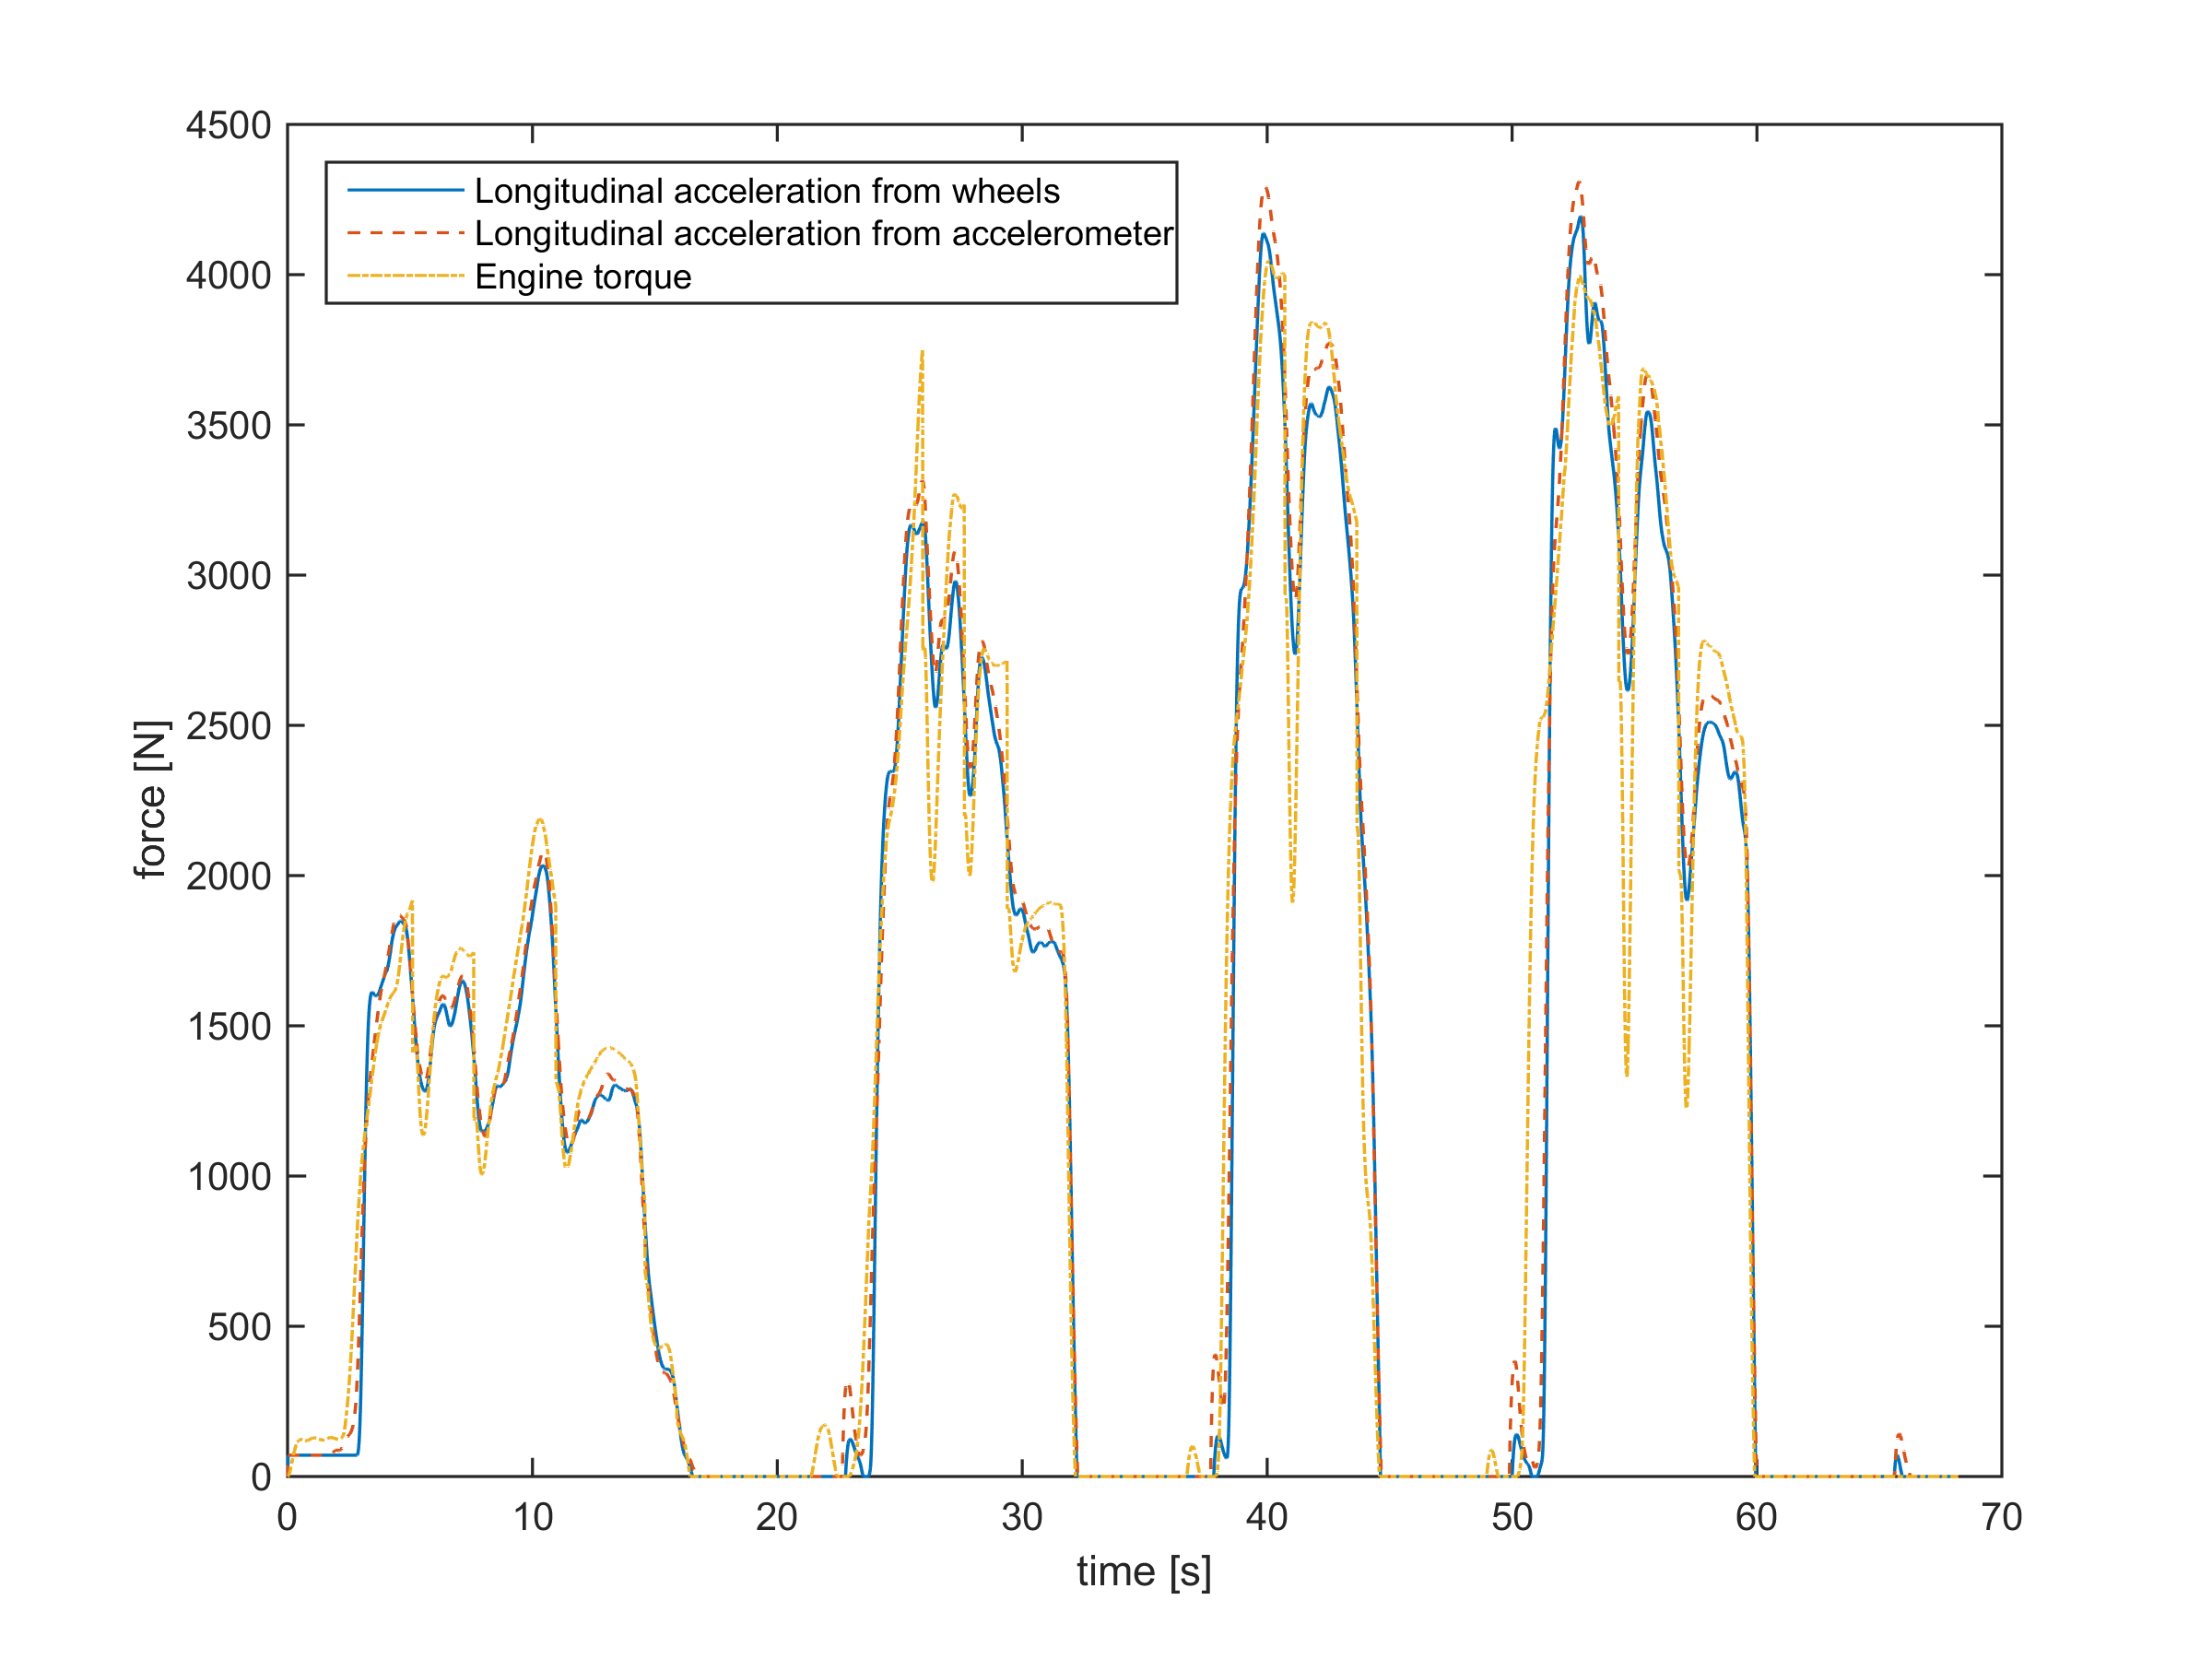 4500
4000
3500
3000
2500
2000
1500
1000
500
0
force [N]
Longitudinal acceleration from wheels
Longitudinal acceleration from accelerometer
Engine torque
0 10 20 30 40 50 60 70
time [s]